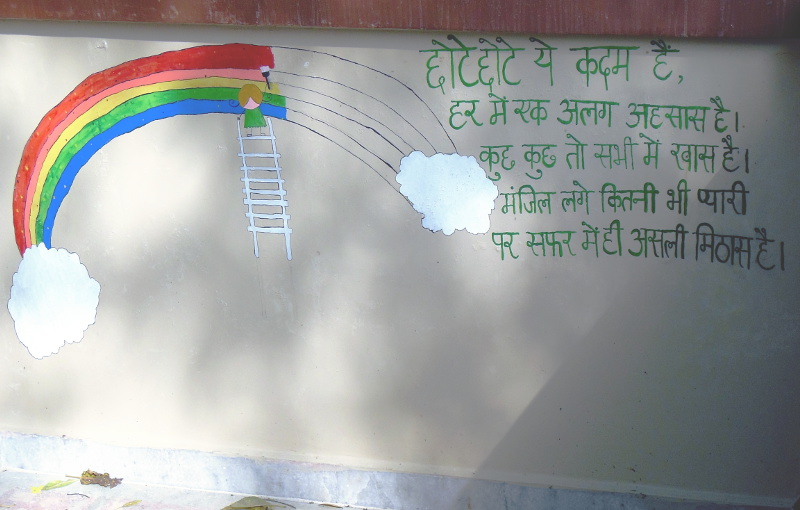 छोटे छोटे ये कदम हैं,
हर में एक अलग अहसास है।
कुछ कुछ तो सभी में खास है।
मंजिल लगे कितनी भी प्यारी
पर सफर में ही असली मिठास है।